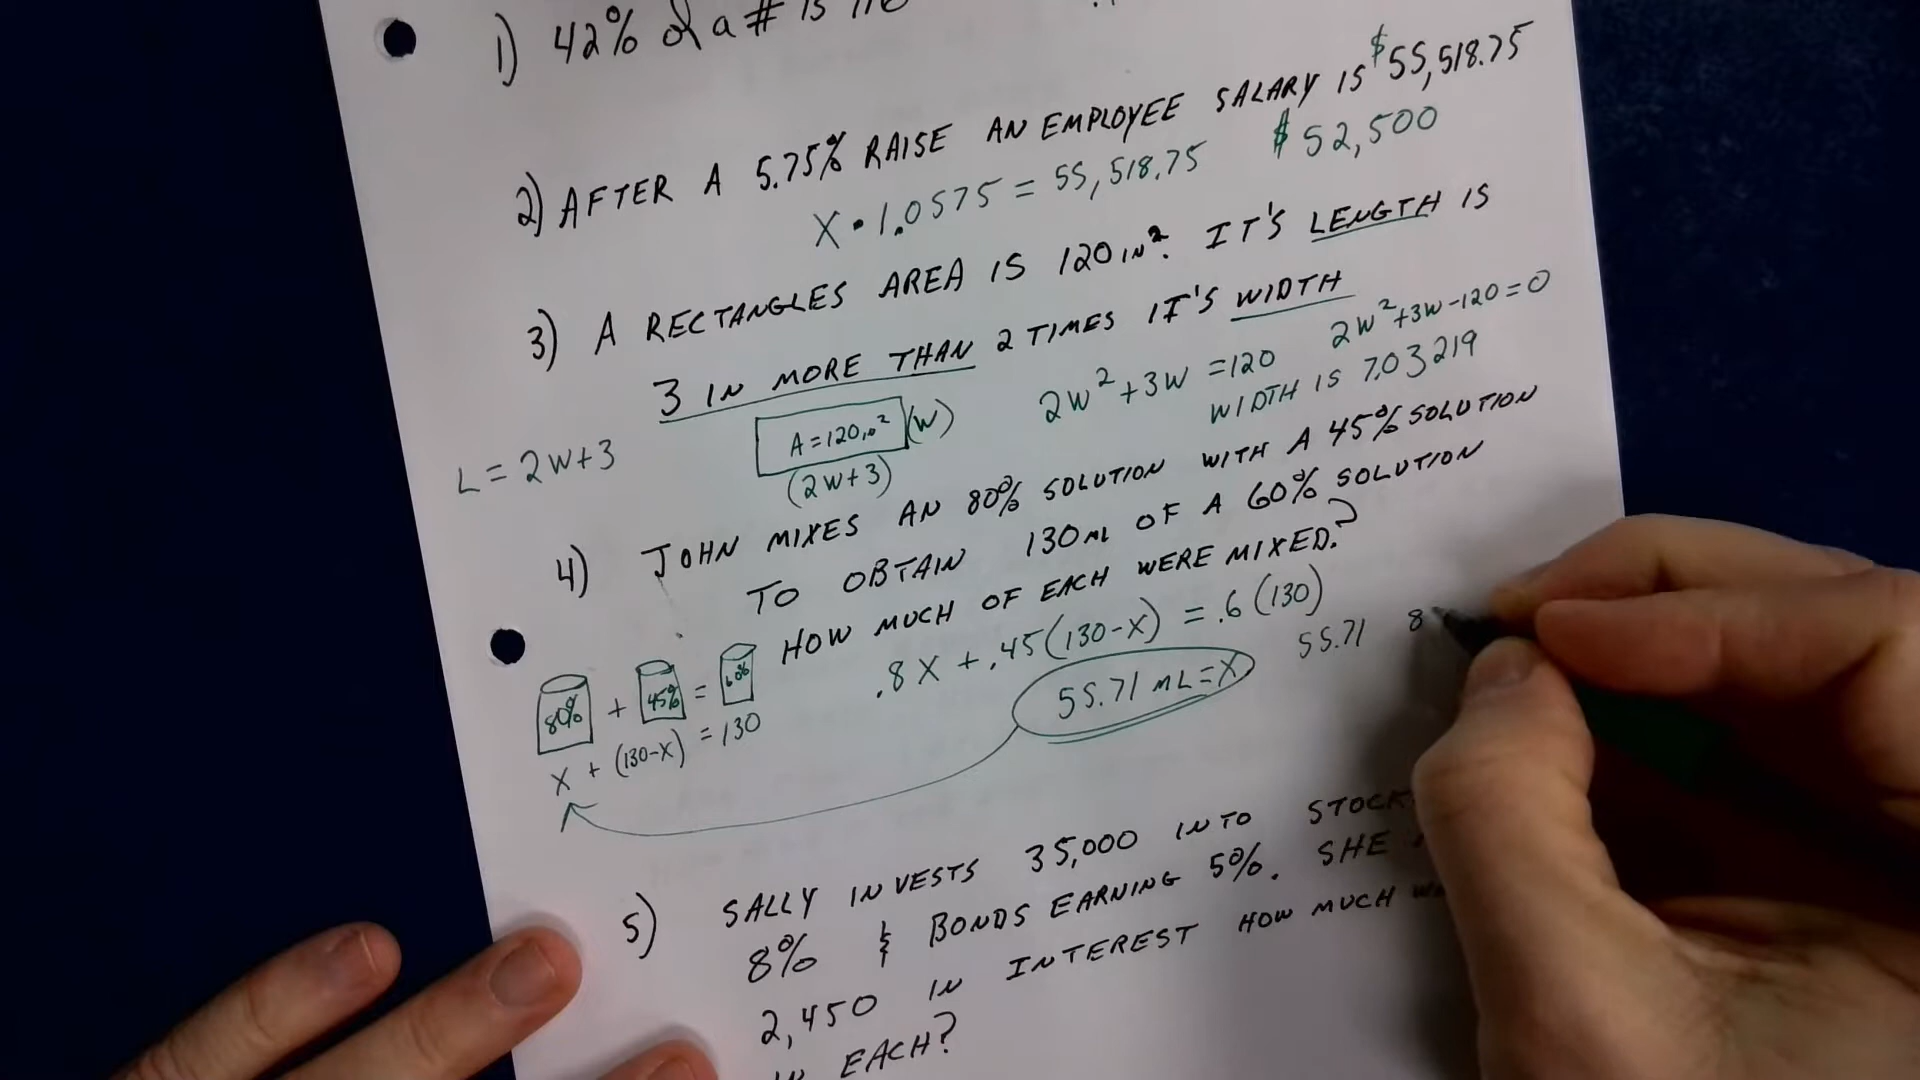 1) 42% of a # is
2) AFTER A 5.75% RAISE AN EMPLOYEE SALARY IS $55,518.75
X • 1.0575 = 55,518.75 $52,500
3) A RECTANGLES AREA IS 120 IN². IT'S LENGTH IS
3 IN MORE THAN 2 TIMES IT'S WIDTH
2W² + 3W = 120 2W²+3W-120=0
WIDTH IS 7.03219
L = 2W+3 A=120in² (W)
(2W+3)
4) JOHN MIXES AN 80% SOLUTION WITH A 45% SOLUTION
TO OBTAIN 130ML OF A 60% SOLUTION
HOW MUCH OF EACH WERE MIXED?
.8X + .45(130-X) = .6(130)
80% + 45% = 60%
X + (130-X) = 130
55.71 ML=X 55.71 8
5) SALLY INVESTS 35,000 INTO STOCK
8% & BONDS EARNING 5%. SHE
2,450 IN INTEREST HOW MUCH
EACH?